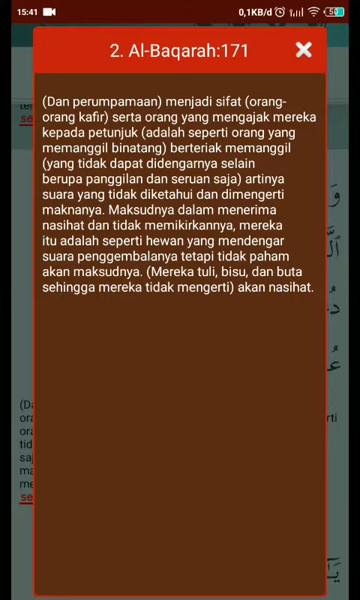 15:41
0,1KB/d
50
2. Al-Baqarah:171
(Dan perumpamaan) menjadi sifat (orang-
orang kafir) serta orang yang mengajak mereka
kepada petunjuk (adalah seperti orang yang
memanggil binatang) berteriak memanggil
(yang tidak dapat didengarnya selain
berupa panggilan dan seruan saja) artinya
suara yang tidak diketahui dan dimengerti
maknanya. Maksudnya dalam menerima
nasihat dan tidak memikirkannya, mereka
itu adalah seperti hewan yang mendengar
suara penggembalanya tetapi tidak paham
akan maksudnya. (Mereka tuli, bisu, dan buta
sehingga mereka tidak mengerti) akan nasihat.